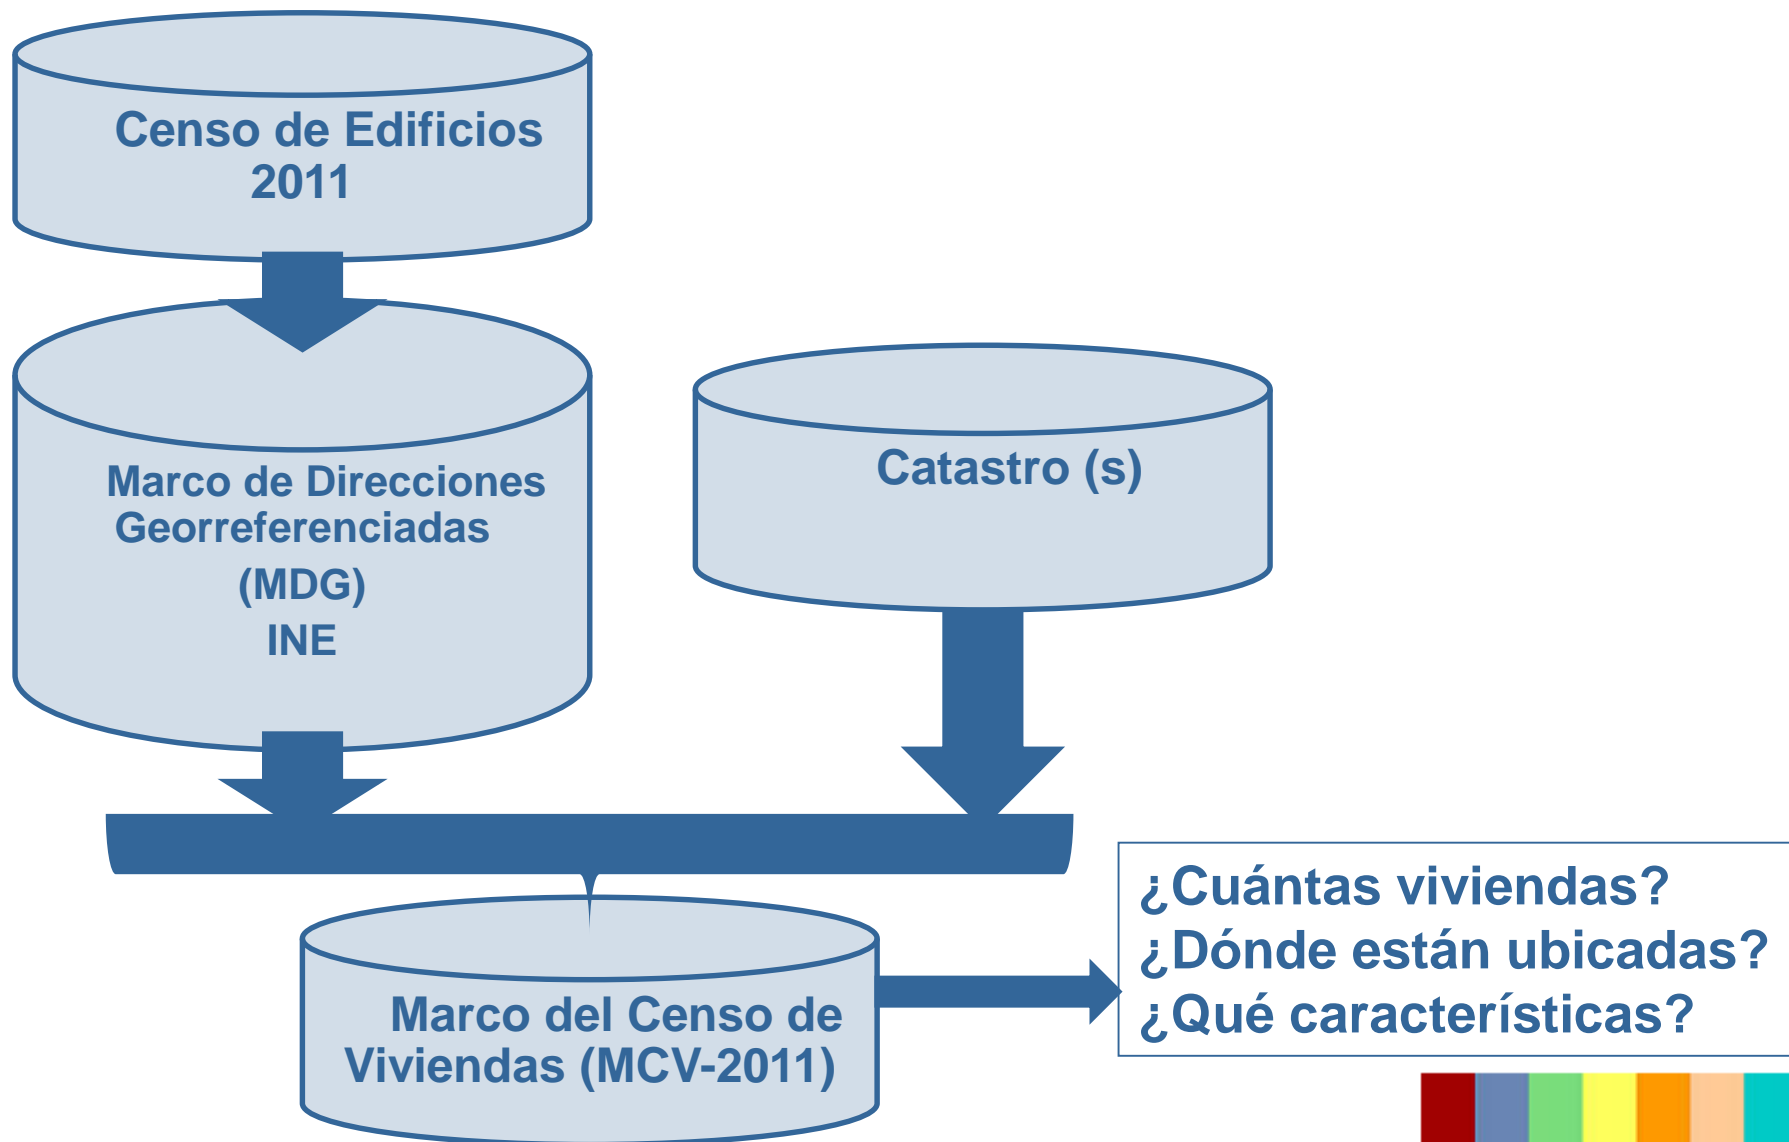 Censo de Edificios
2011
Marco de Direcciones
Georreferenciadas
(MDG)
INE
Catastro (s)
Marco del Censo de
Viviendas (MCV-2011)
¿Cuántas viviendas?
¿Dónde están ubicadas?
¿Qué características?